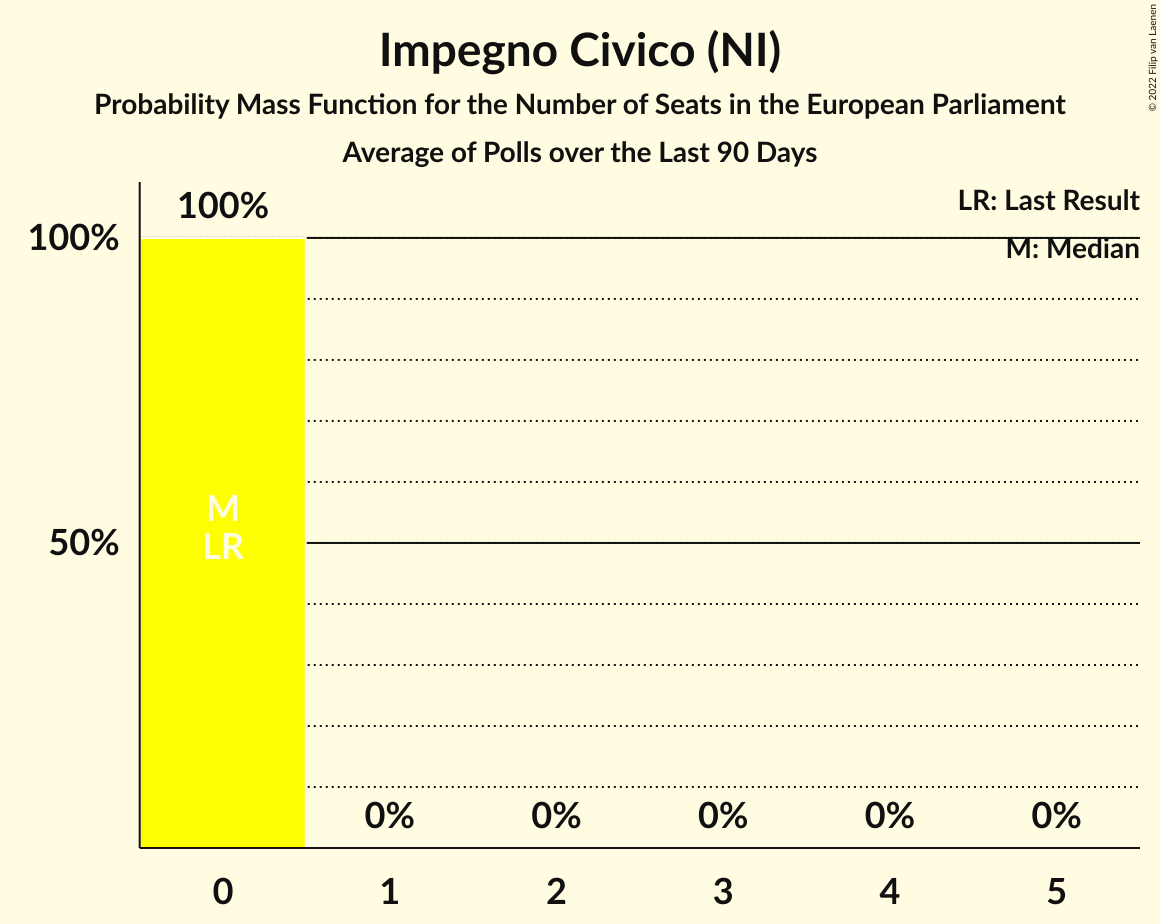 Impegno Civico (NI)
Probability Mass Function for the Number of Seats in the European Parliament
Average of Polls over the Last 90 Days
© 2022 Filip van Laenen
LR: Last Result
M: Median
100%
100%
50%
M
LR
0% 0% 0% 0% 0%
0 1 2 3 4 5